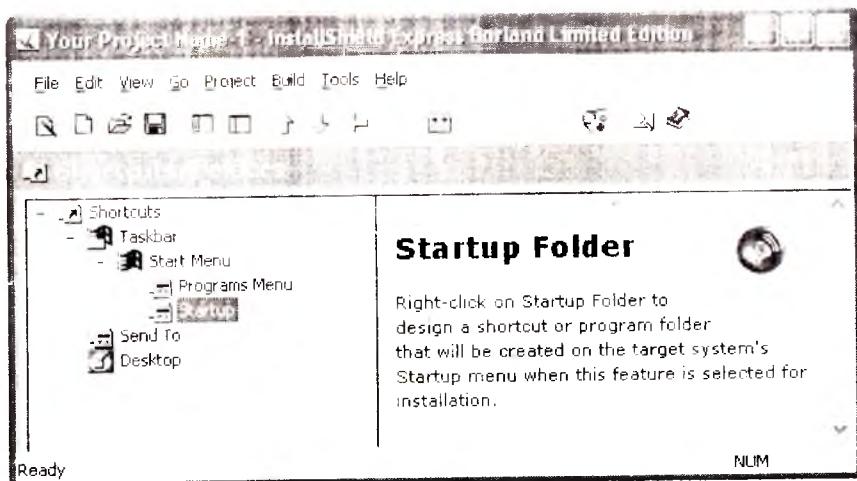 Your Project Name-1 - InstallShield Express Borland Limited Edition
File Edit View Go Project Build Tools Help
Shortcuts
Taskbar
Start Menu
Programs Menu
Startup
Send To
Desktop
Startup Folder
Right-click on Startup Folder to
design a shortcut or program folder
that will be created on the target system's
Startup menu when this feature is selected for
installation.
Ready
NUM